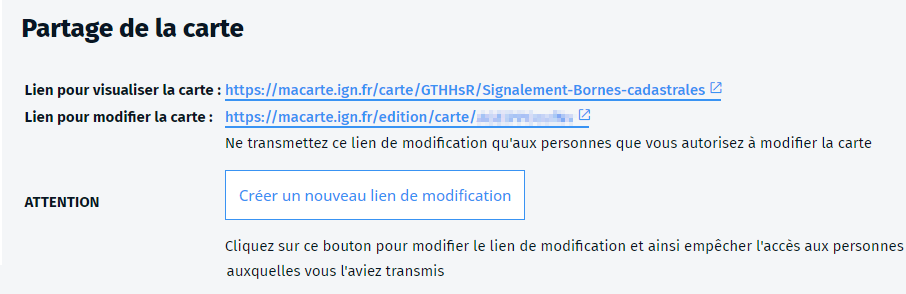 Partage de la carte
Lien pour visualiser la carte : https://macarte.ign.fr/carte/GTHHsR/Signalement-Bornes-cadastrales
Lien pour modifier la carte : https://macarte.ign.fr/edition/carte/
Ne transmettez ce lien de modification qu'aux personnes que vous autorisez à modifier la carte
ATTENTION Créer un nouveau lien de modification
Cliquez sur ce bouton pour modifier le lien de modification et ainsi empêcher l'accès aux personnes
auxquelles vous l'aviez transmis